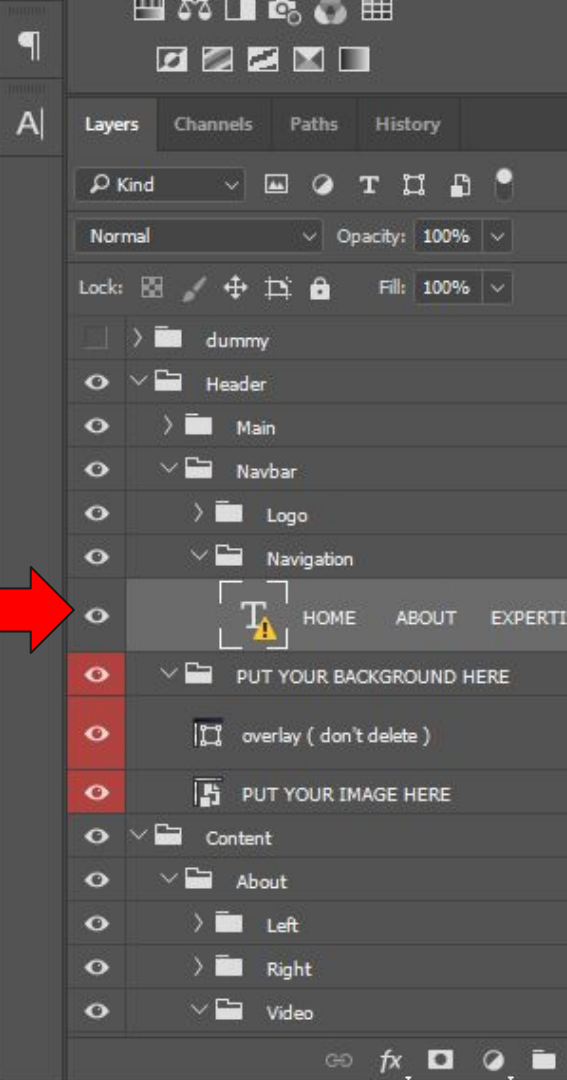 Layers Channels Paths History
Kind
Normal Opacity: 100%
Lock: Fill: 100%
dummy
Header
Main
Navbar
Logo
Navigation
HOME ABOUT EXPERTI
PUT YOUR BACKGROUND HERE
overlay ( don't delete )
PUT YOUR IMAGE HERE
Content
About
Left
Right
Video
fx